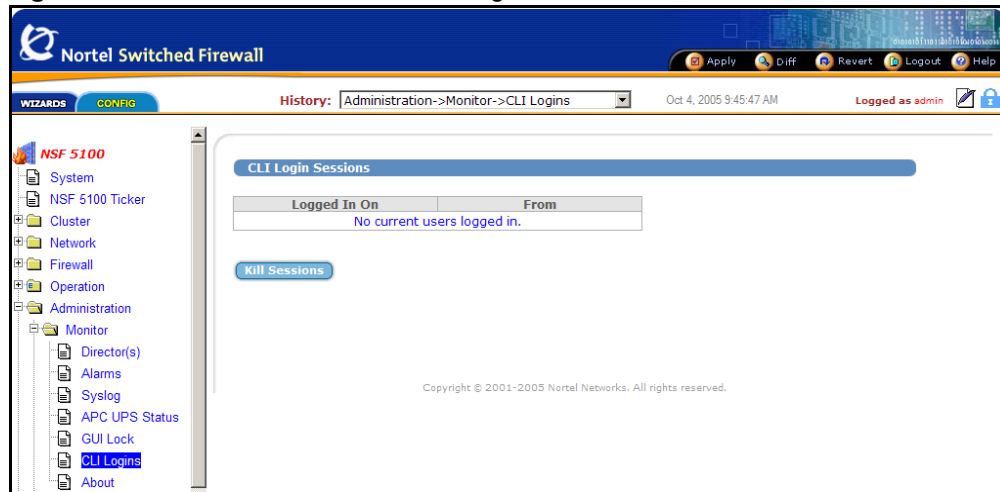 Nortel Switched Firewall
Apply Diff Revert Logout Help
WIZARDS CONFIG History: Administration->Monitor->CLI Logins Oct 4, 2005 9:45:47 AM Logged as admin
NSF 5100
System
NSF 5100 Ticker
Cluster
Network
Firewall
Operation
Administration
Monitor
Director(s)
Alarms
Syslog
APC UPS Status
GUI Lock
CLI Logins
About
CLI Login Sessions
Logged In On From
No current users logged in.
Kill Sessions
Copyright © 2001-2005 Nortel Networks. All rights reserved.